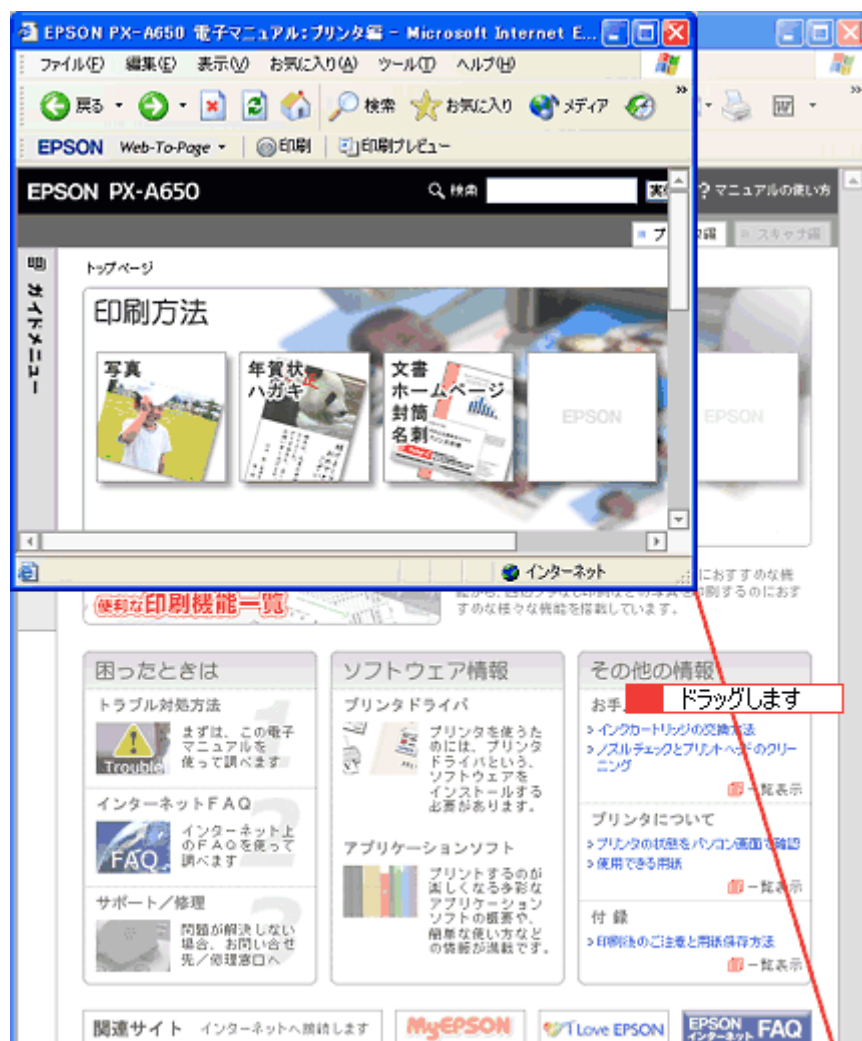 EPSON PX-A650 電子マニュアル:プリンタ編 - Microsoft Internet E...
ファイル(F) 編集(E) 表示(V) お気に入り(A) ツール(T) ヘルプ(H)
戻る 検索 お気に入り メディア
EPSON Web-To-Page 印刷 印刷プレビュー
EPSON PX-A650 検索 ? マニュアルの使い方
スキャナ編
ガイドメニュー
トップページ
印刷方法
写真
年賀状
ハガキ
文書
ホームページ
封筒
名刺
EPSON
EPSON
インターネット
便利な印刷機能一覧
におすすめな機
印刷するのにおす
すめな様々な機能を搭載しています。
困ったときは
トラブル対処方法
Trouble
まずは、この電子
マニュアルを
使って調べます
インターネットFAQ
FAQ
インターネット上
のFAQを使って
調べます
サポート/修理
問題が解決しない
場合、お問い合せ
先/修理窓口へ
ソフトウェア情報
プリンタドライバ
プリンタを使うた
めには、プリンタ
ドライバという、
ソフトウェアを
インストールする
必要があります。
アプリケーションソフト
プリントするのが
楽しくなる多彩な
アプリケーション
ソフトの概要や、
簡単な使い方など
の情報が満載です。
その他の情報
お手
ドラッグします
インクカートリッジの交換方法
ノズルチェックとプリントヘッドのクリー
ニング
一覧表示
プリンタについて
プリンタの状態をパソコン画面で確認
使用できる用紙
一覧表示
付 録
印刷後のご注意と用紙保存方法
一覧表示
関連サイト インターネットへ接続します
MyEPSON
I Love EPSON
EPSON インターネット FAQ